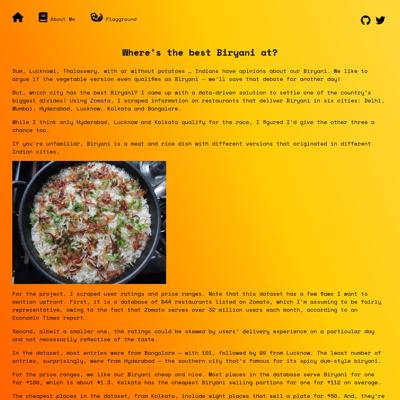 About Me
Playground
Where's the best Biryani at?
Dum, Lucknowi, Thalassery, with or without potatoes … Indians have opinions about our Biryani. We like to
argue if the vegetable version even qualifies as Biryani — we'll save that debate for another day!
But, which city has the best Biryani? I came up with a data-driven solution to settle one of the country's
biggest divides! Using Zomato, I scraped information on restaurants that deliver Biryani in six cities: Delhi,
Mumbai, Hyderabad, Lucknow, Kolkata and Bangalore.
While I think only Hyderabad, Lucknow and Kolkata qualify for the race, I figured I'd give the other three a
chance too.
If you're unfamiliar, Biryani is a meat and rice dish with different versions that originated in different
Indian cities.
For the project, I scraped user ratings and price ranges. Note that this dataset has a few flaws I want to
mention upfront. First, it is a database of 544 restaurants listed on Zomato, which I'm assuming to be fairly
representative, owing to the fact that Zomato serves over 32 million users each month, according to an
Economic Times report.
Second, albeit a smaller one, the ratings could be skewed by users' delivery experience on a particular day
and not necessarily reflective of the taste.
In the dataset, most entries were from Bangalore — with 101, followed by 99 from Lucknow. The least number of
entries, surprisingly, were from Hyderabad — the southern city that's famous for its spicy dum-style biryani.
For the price ranges, we like our Biryani cheap and nice. Most places in the database serve Biryani for one
for ₹100, which is about $1.3. Kolkata has the cheapest Biryani selling portions for one for ₹112 on average.
The cheapest places in the dataset, from Kolkata, include eight places that sell a plate for ₹50. And, they're